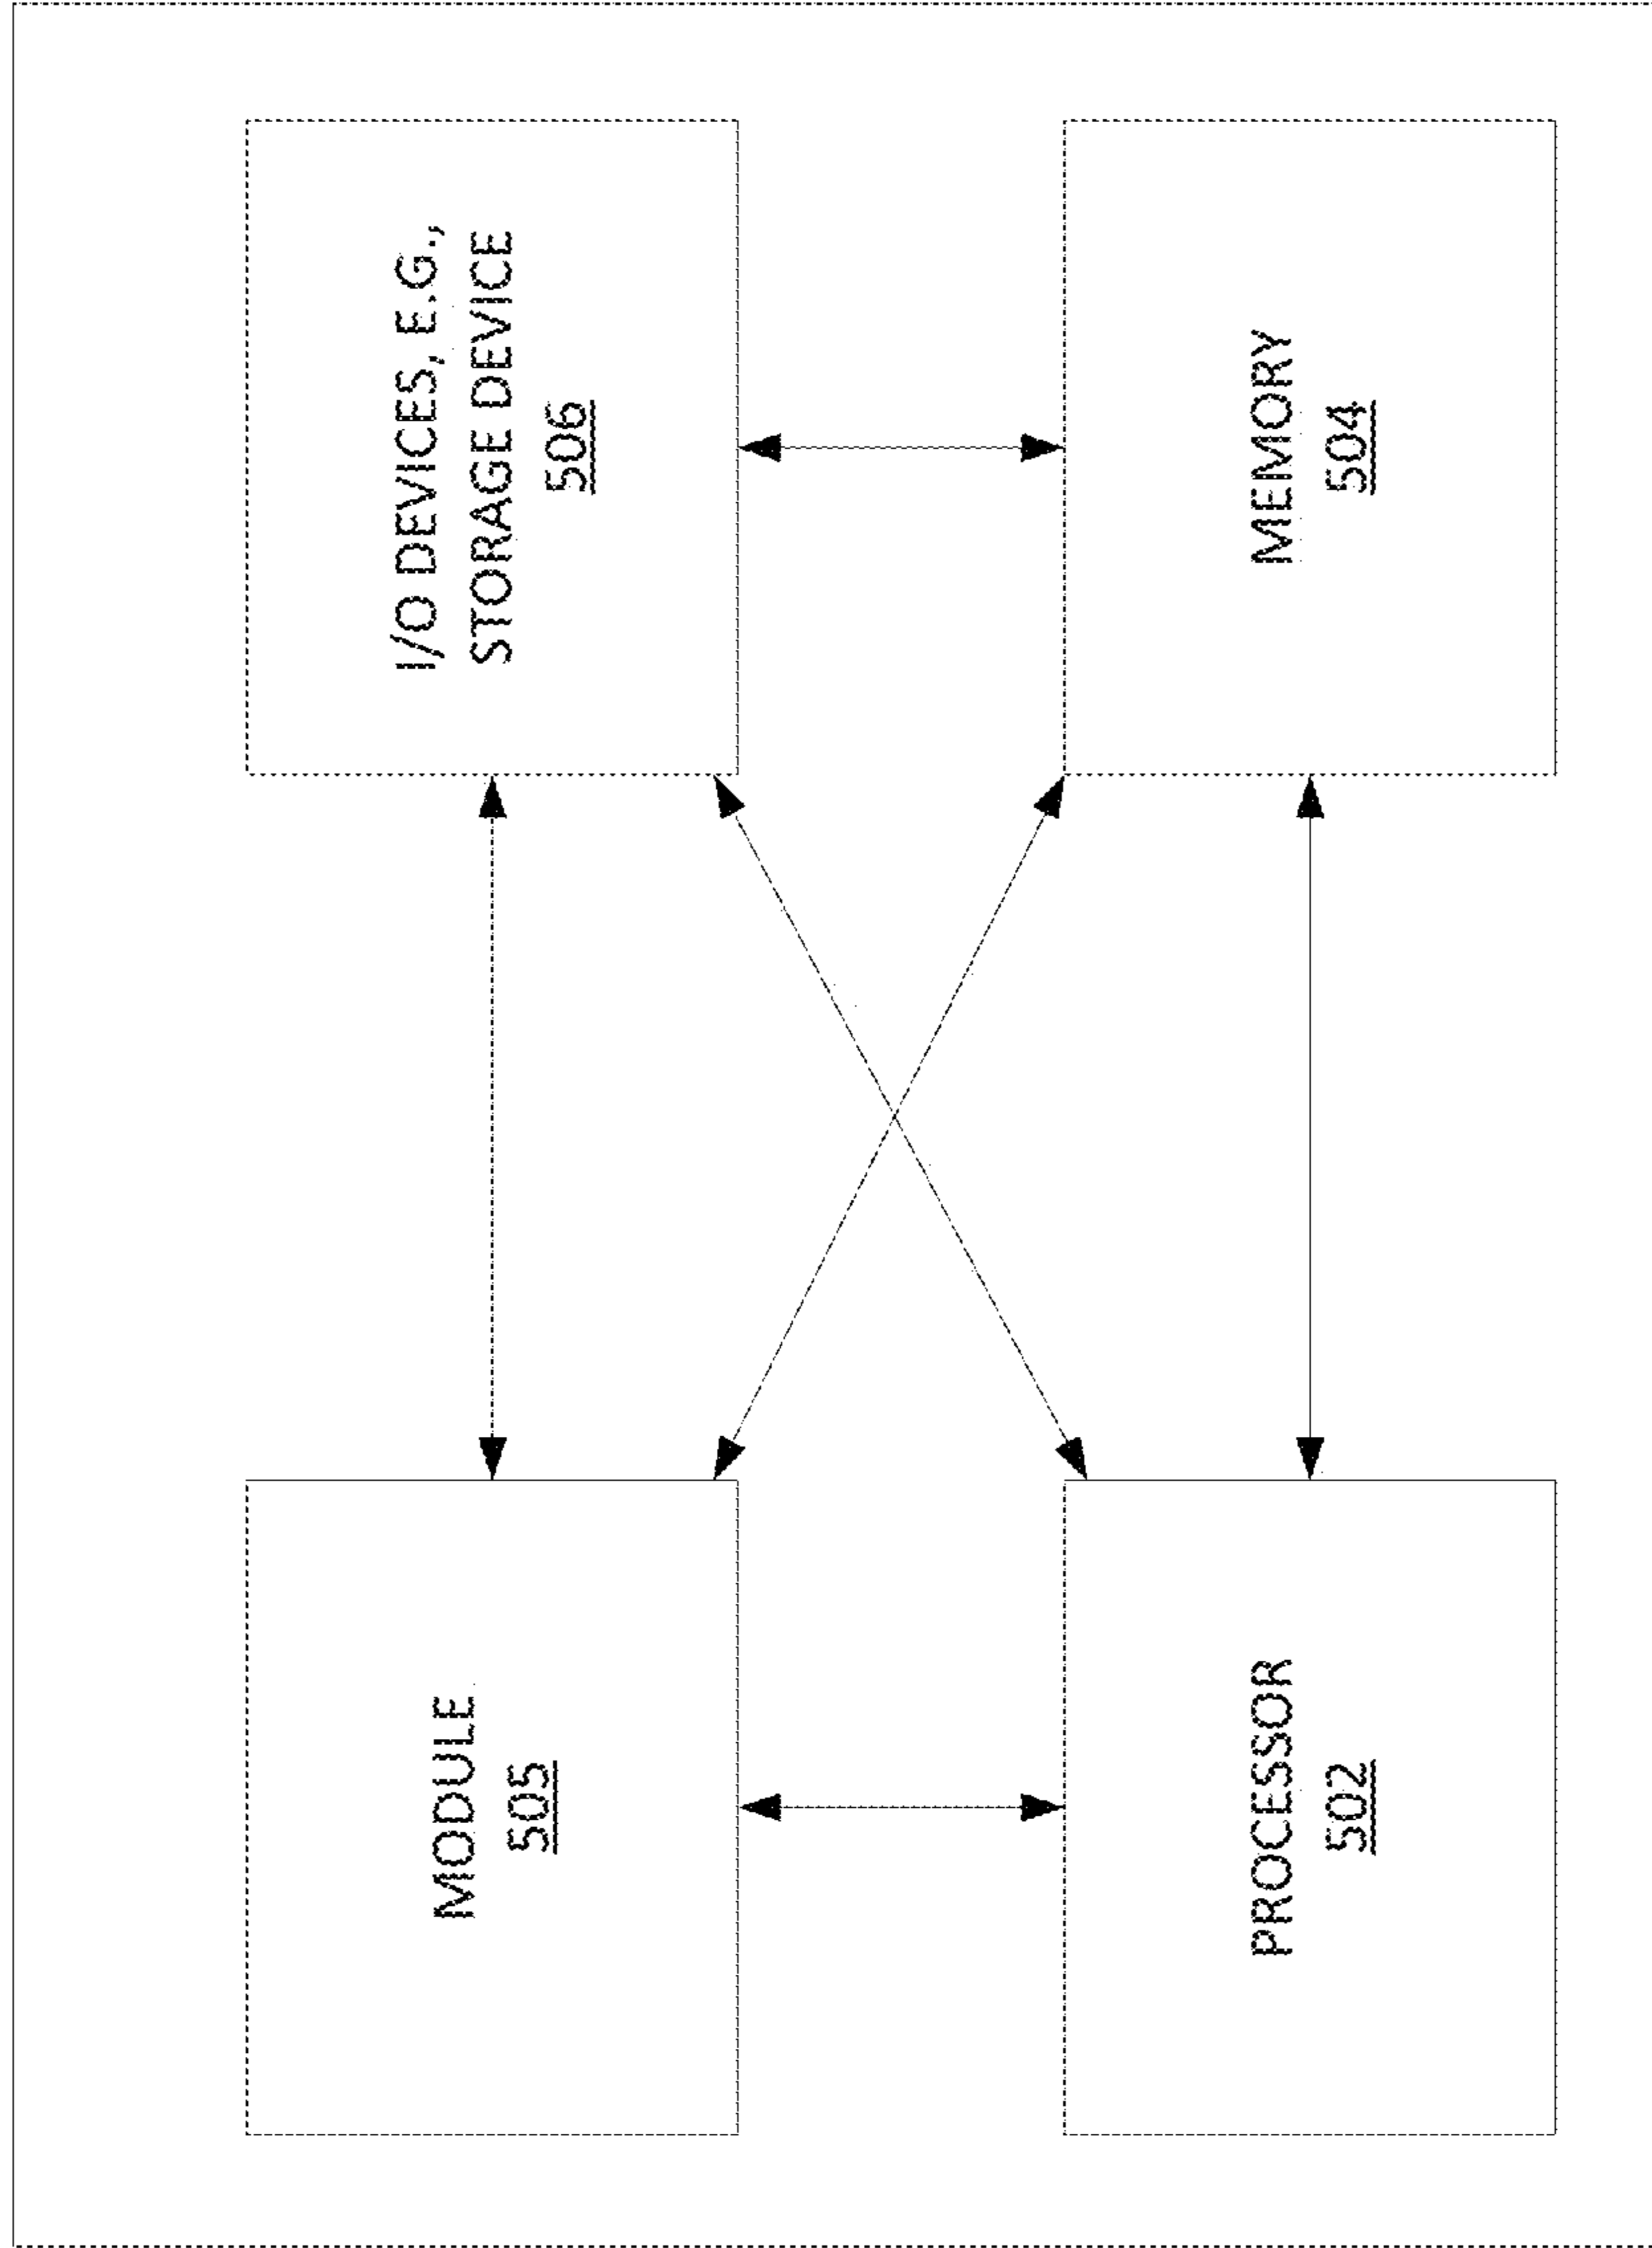 MODULE
505
I/O DEVICES, E.G.,
STORAGE DEVICE
506
PROCESSOR
502
MEMORY
504